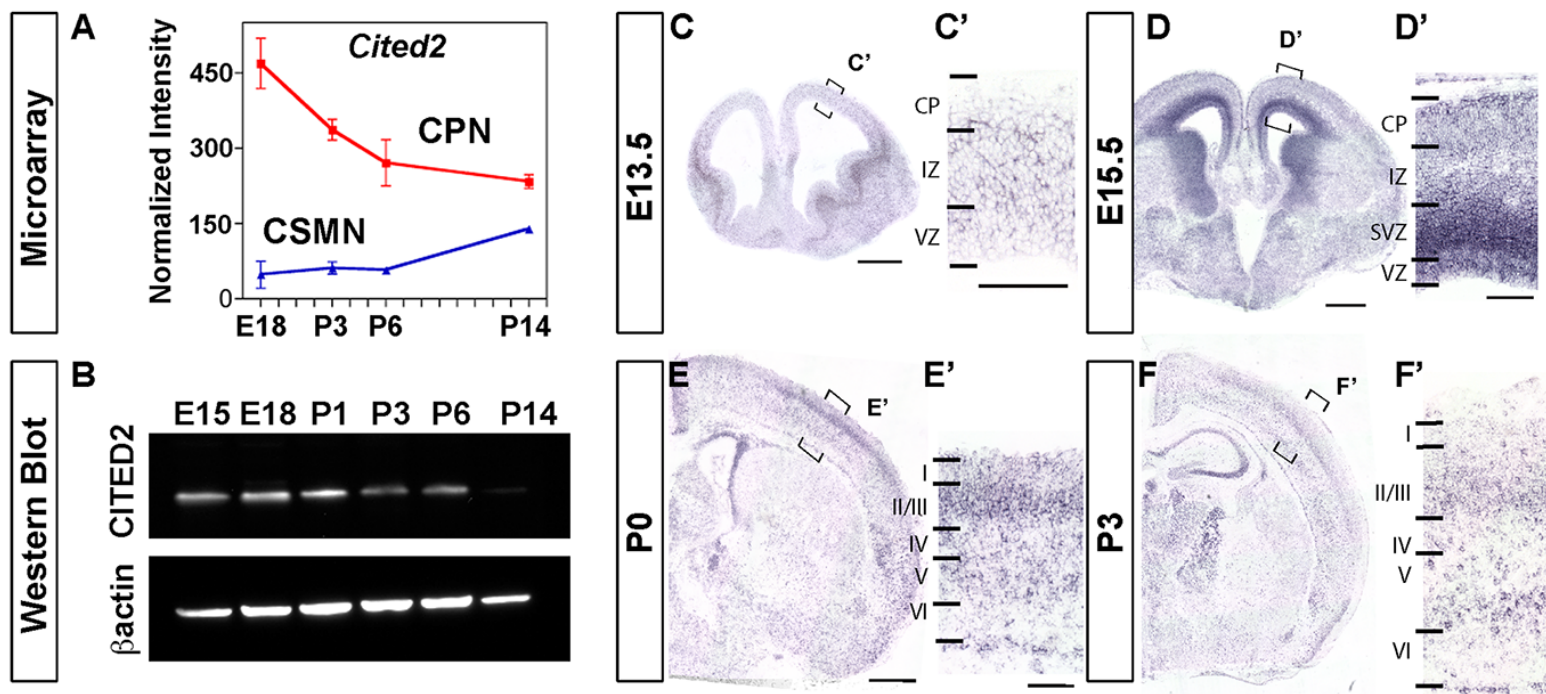 Microarray
A
Cited2
Normalized Intensity
450
300
150
0
CPN
CSMN
E18 P3 P6 P14
Western Blot
B
E15 E18 P1 P3 P6 P14
CITED2
βactin
E13.5
C
C’
C’
CP
IZ
VZ
E15.5
D
D’
D’
CP
IZ
SVZ
VZ
P0
E
E’
E’
I
II/III
IV
V
VI
P3
F
F’
F’
I
II/III
IV
V
VI